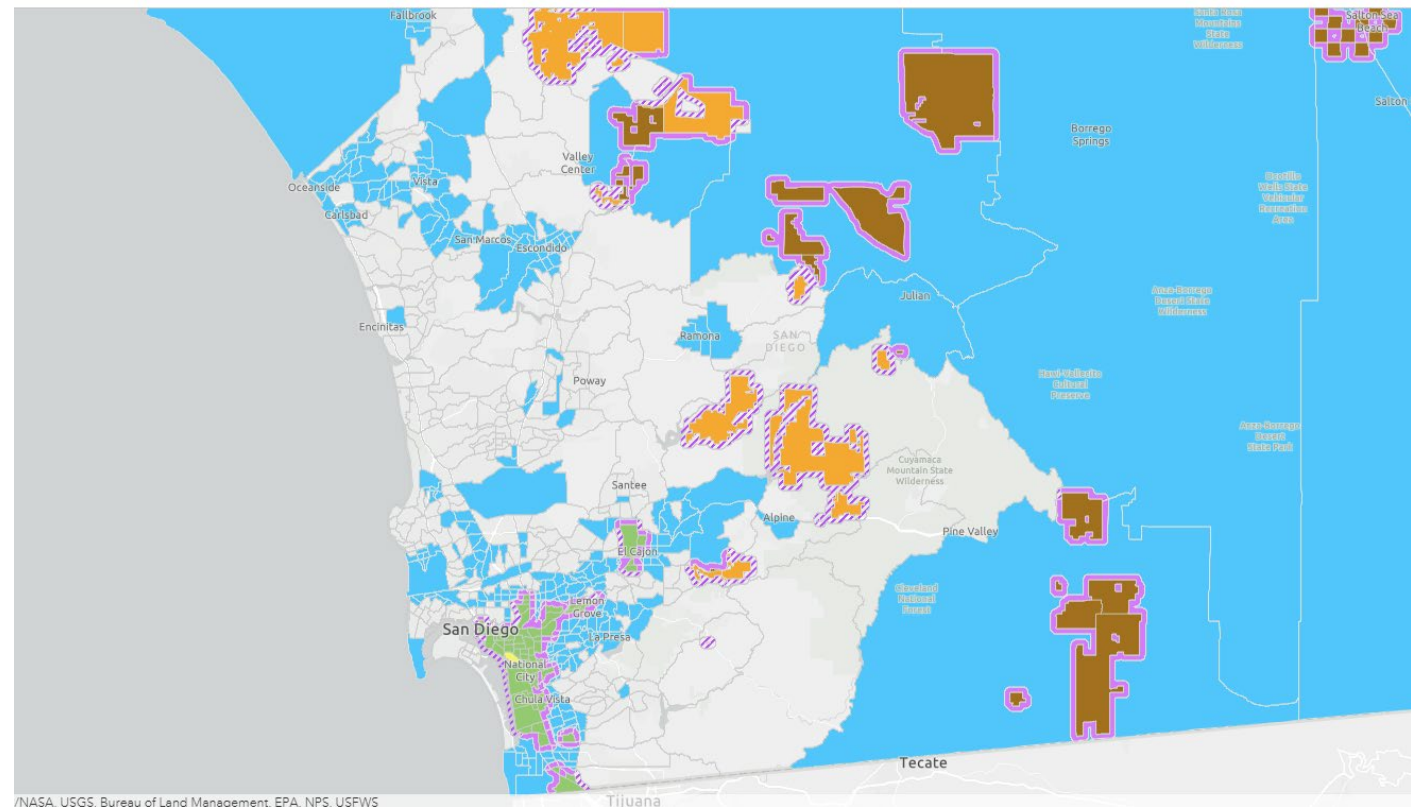 Fallbrook
Santa Rosa
Mountains
State
Wilderness
Salton Sea
Beach
Salton
Borrego
Springs
Valley
Center
Oceanside
Vista
Carlsbad
Ocotillo
Wells State
Vehicular
Recreation
Area
San Marcos
Escondido
Julian
Anza-Borrego
Desert State
Wilderness
Encinitas
Ramona
SAN
DIEGO
Poway
Hawi-Vallecito
Cultural
Preserve
Anza-Borrego
Desert
State Park
Cuyamaca
Mountain State
Wilderness
Santee
Alpine
Pine Valley
El Cajon
Cleveland
National
Forest
Lemon
Grove
San Diego
La Presa
National
City
Chula Vista
Tecate
Tijuana
/NASA, USGS, Bureau of Land Management, EPA, NPS, USFWS